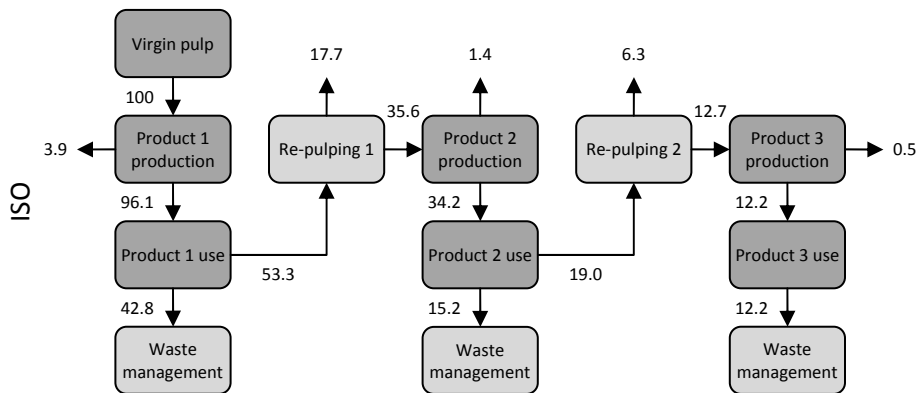 Virgin pulp
17.7
1.4
6.3
100
35.6
12.7
3.9
Product 1
production
Re-pulping 1
Product 2
production
Re-pulping 2
Product 3
production
0.5
ISO
96.1
34.2
12.2
Product 1 use
53.3
Product 2 use
19.0
Product 3 use
42.8
15.2
12.2
Waste
management
Waste
management
Waste
management